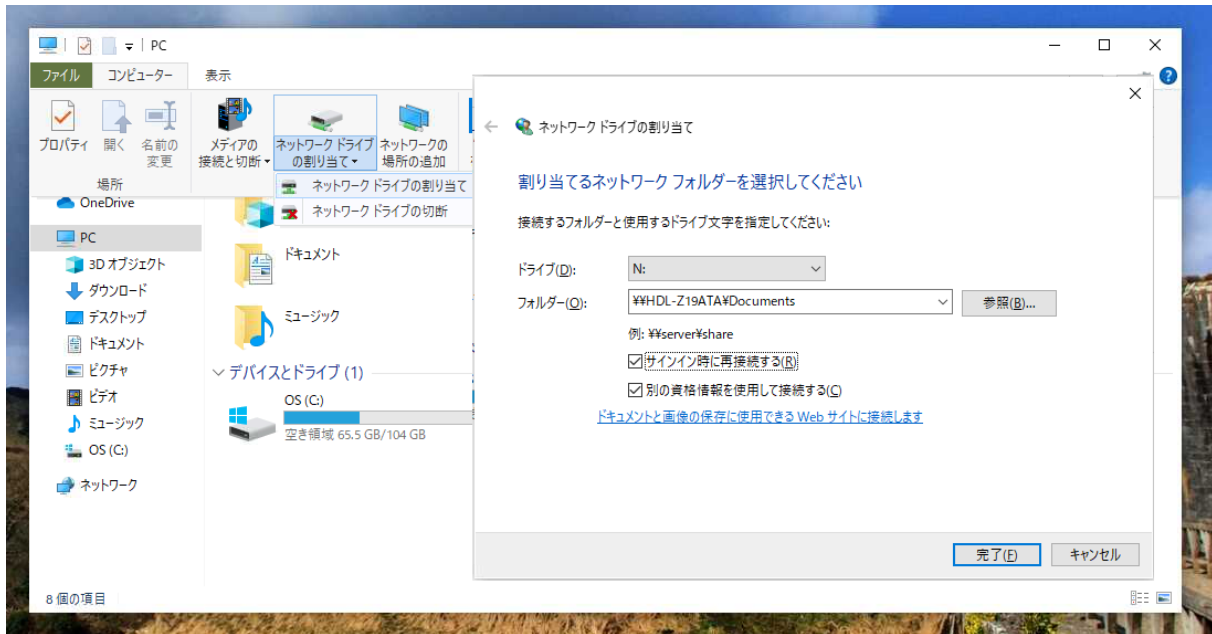 PC
ファイル
コンピューター
表示
プロパティ
開く
名前の
変更
場所
メディアの
接続と切断
ネットワーク ドライブ
の割り当て
ネットワークの
場所の追加
ネットワーク ドライブの割り当て
ネットワーク ドライブの切断
OneDrive
PC
3D オブジェクト
ダウンロード
デスクトップ
ドキュメント
ピクチャ
ビデオ
ミュージック
OS (C:)
ネットワーク
ドキュメント
ミュージック
デバイスとドライブ (1)
OS (C:)
空き領域 65.5 GB/104 GB
8 個の項目
ネットワーク ドライブの割り当て
割り当てるネットワーク フォルダーを選択してください
接続するフォルダーと使用するドライブ文字を指定してください:
ドライブ(D): N:
フォルダー(O): ¥¥HDL-Z19ATA¥Documents 参照(B)...
例: ¥¥server¥share
サインイン時に再接続する(R)
別の資格情報を使用して接続する(C)
ドキュメントと画像の保存に使用できる Web サイトに接続します
完了(F) キャンセル